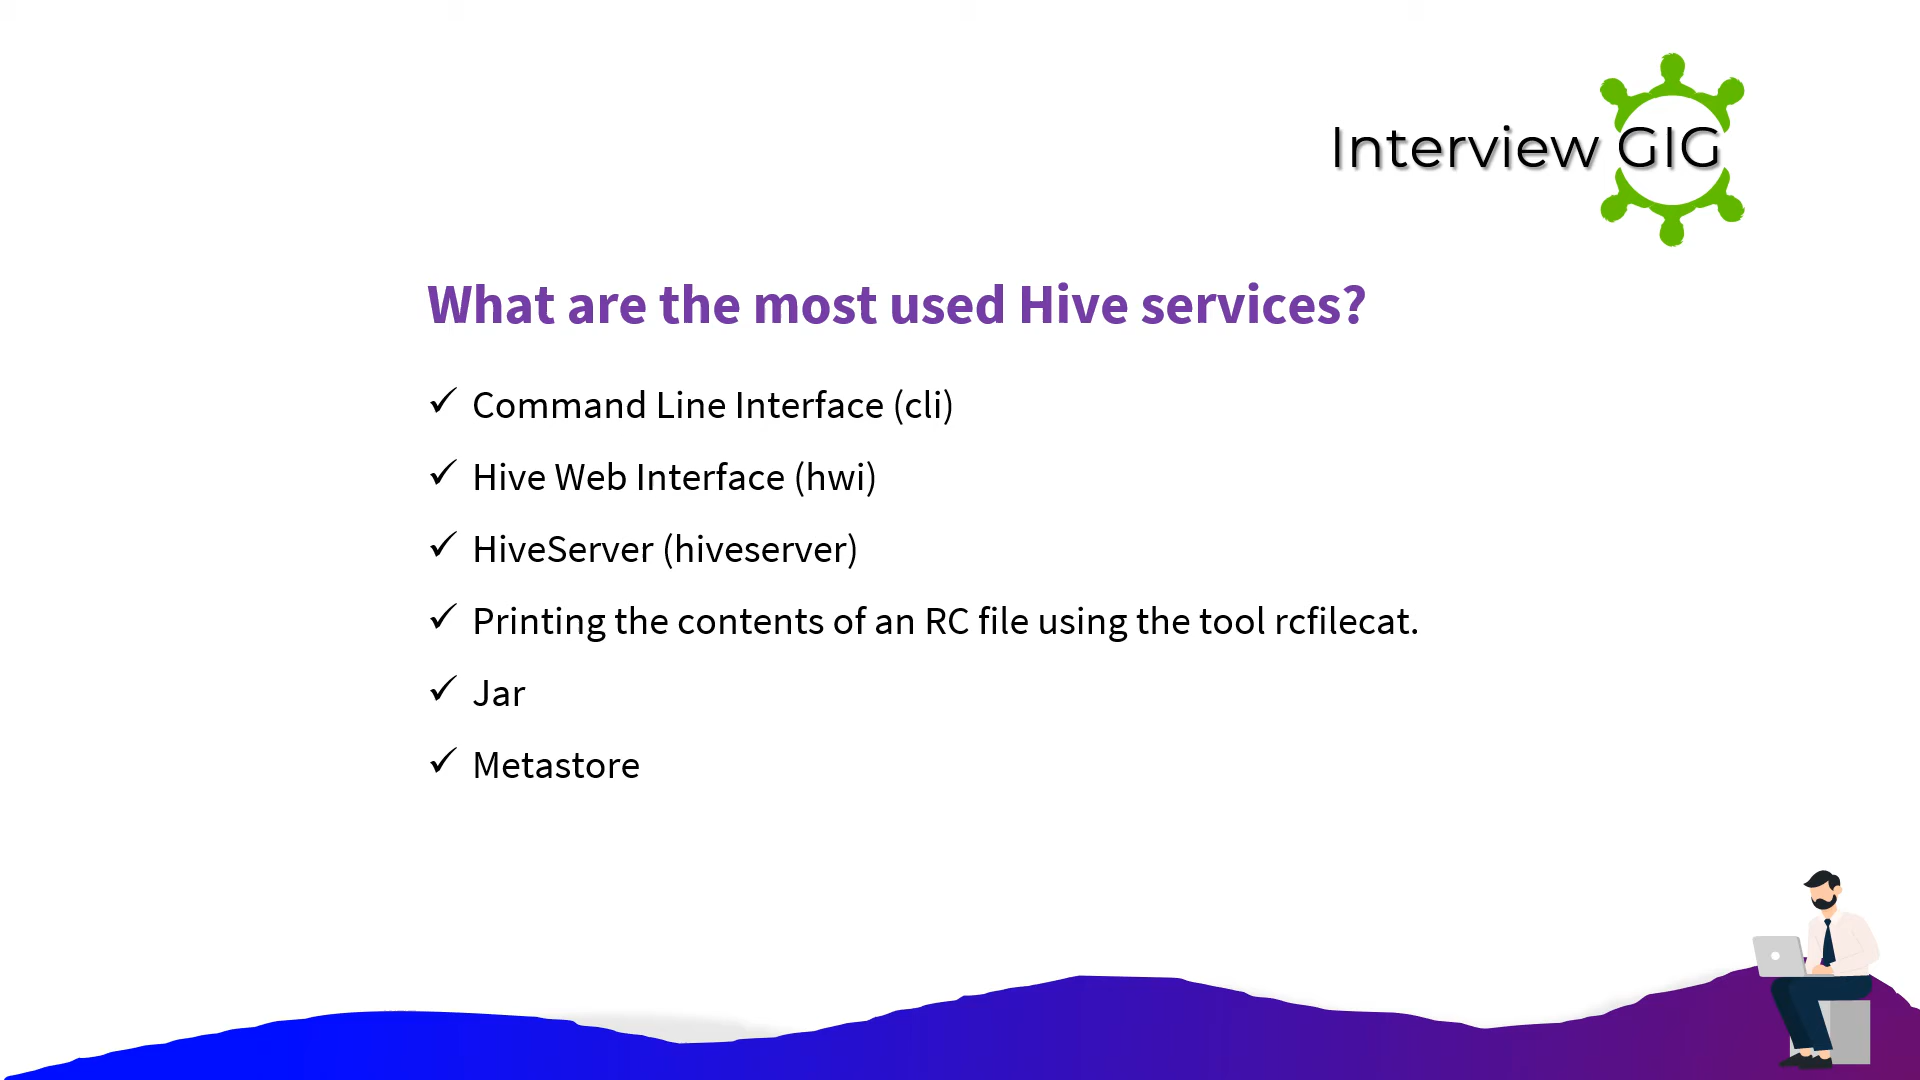 Interview GIG
What are the most used Hive services?
✓ Command Line Interface (cli)
✓ Hive Web Interface (hwi)
✓ HiveServer (hiveserver)
✓ Printing the contents of an RC file using the tool rcfilecat.
✓ Jar
✓ Metastore